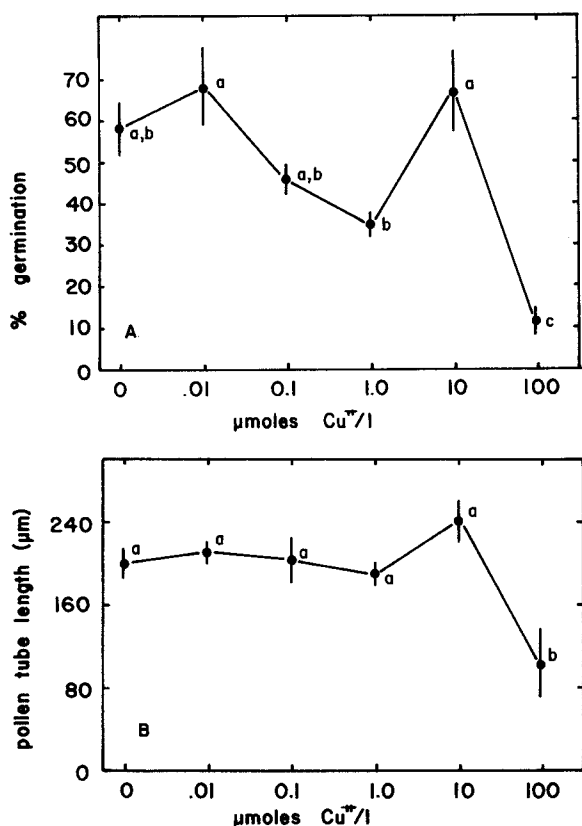 % germination
70
60
50
40
30
20
10
0
a,b
a
a,b
b
a
c
A
0 .01 0.1 1.0 10 100
μmoles Cu⁺⁺/l
pollen tube length (μm)
240
160
80
0
a
a
a
a
a
b
B
0 .01 0.1 1.0 10 100
μmoles Cu⁺⁺/l